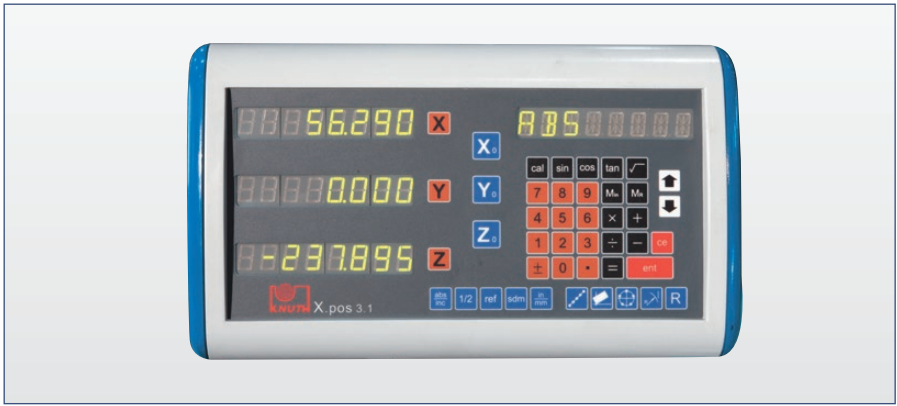 56.290 X
ABS
X0
cal sin cos tan √
0.000 Y
Y0
7 8 9 Min MR
4 5 6 × +
Z0
1 2 3 ÷ − ce
-237.895 Z
± 0 • = ent
KNUTH X.pos 3.1
abs inc 1/2 ref sdm in mm R